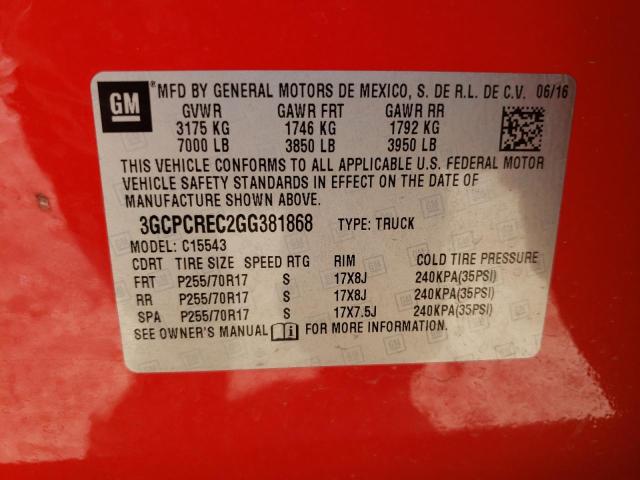 GM ® MFD BY GENERAL MOTORS DE MEXICO, S. DE R.L. DE C.V. 06/16
GVWR GAWR FRT GAWR RR
3175 KG 1746 KG 1792 KG
7000 LB 3850 LB 3950 LB
THIS VEHICLE CONFORMS TO ALL APPLICABLE U.S. FEDERAL MOTOR
VEHICLE SAFETY STANDARDS IN EFFECT ON THE DATE OF
MANUFACTURE SHOWN ABOVE.
3GCPCREC2GG381868 TYPE: TRUCK
MODEL: C15543
CDRT TIRE SIZE SPEED RTG RIM COLD TIRE PRESSURE
FRT P255/70R17 S 17X8J 240KPA(35PSI)
RR P255/70R17 S 17X8J 240KPA(35PSI)
SPA P255/70R17 S 17X7.5J 240KPA(35PSI)
SEE OWNER'S MANUAL FOR MORE INFORMATION.